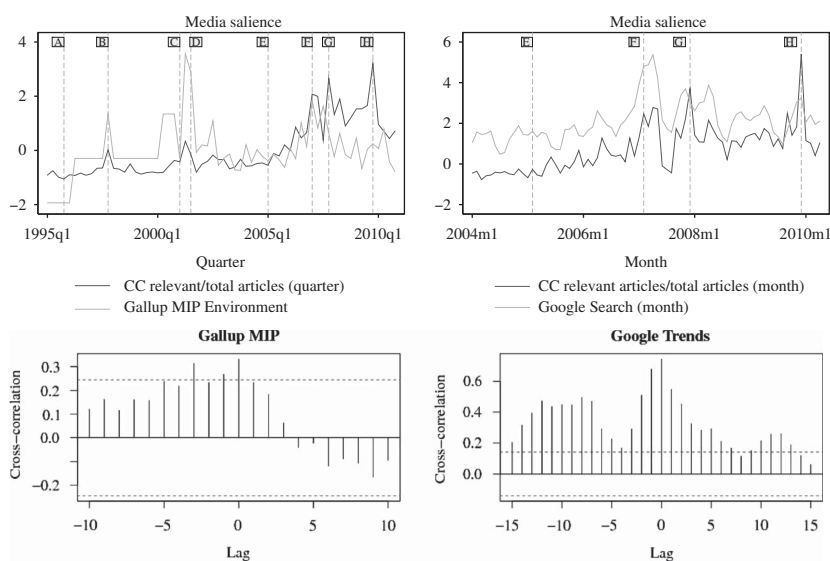 Media salience
4
2
0
−2
A
B
C
D
E
F
G
H
1995q1
2000q1
2005q1
2010q1
Quarter
CC relevant/total articles (quarter)
Gallup MIP Environment
Media salience
6
4
2
0
−2
E
F
G
H
2004m1
2006m1
2008m1
2010m1
Month
CC relevant articles/total articles (month)
Google Search (month)
Gallup MIP
Cross-correlation
0.3
0.2
0.1
0.0
−0.2
−10
−5
0
5
10
Lag
Google Trends
Cross-correlation
0.6
0.4
0.2
0.0
−15
−10
−5
0
5
10
15
Lag